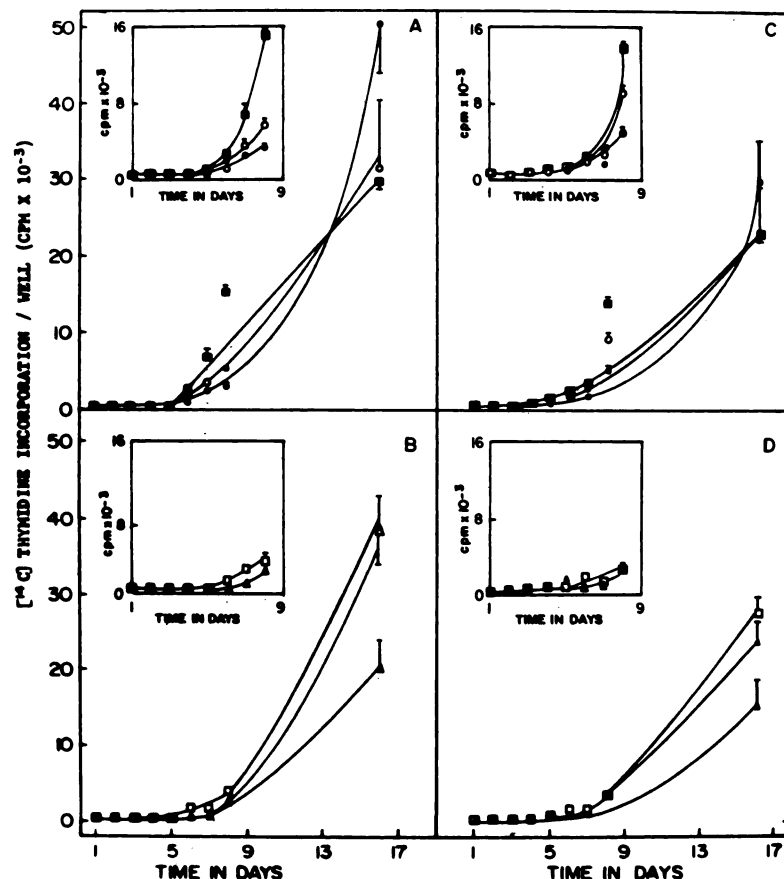 [¹⁴C] THYMIDINE INCORPORATION / WELL (CPM X 10⁻³)
A
50
40
30
20
10
0
cpm x 10⁻³
16
8
0
1
9
TIME IN DAYS
C
cpm x 10⁻³
16
8
0
1
9
TIME IN DAYS
B
50
40
30
20
10
0
cpm x 10⁻³
16
8
0
1
9
TIME IN DAYS
D
cpm x 10⁻³
16
8
0
1
9
TIME IN DAYS
1 5 9 13 17
TIME IN DAYS
1 5 9 13 17
TIME IN DAYS